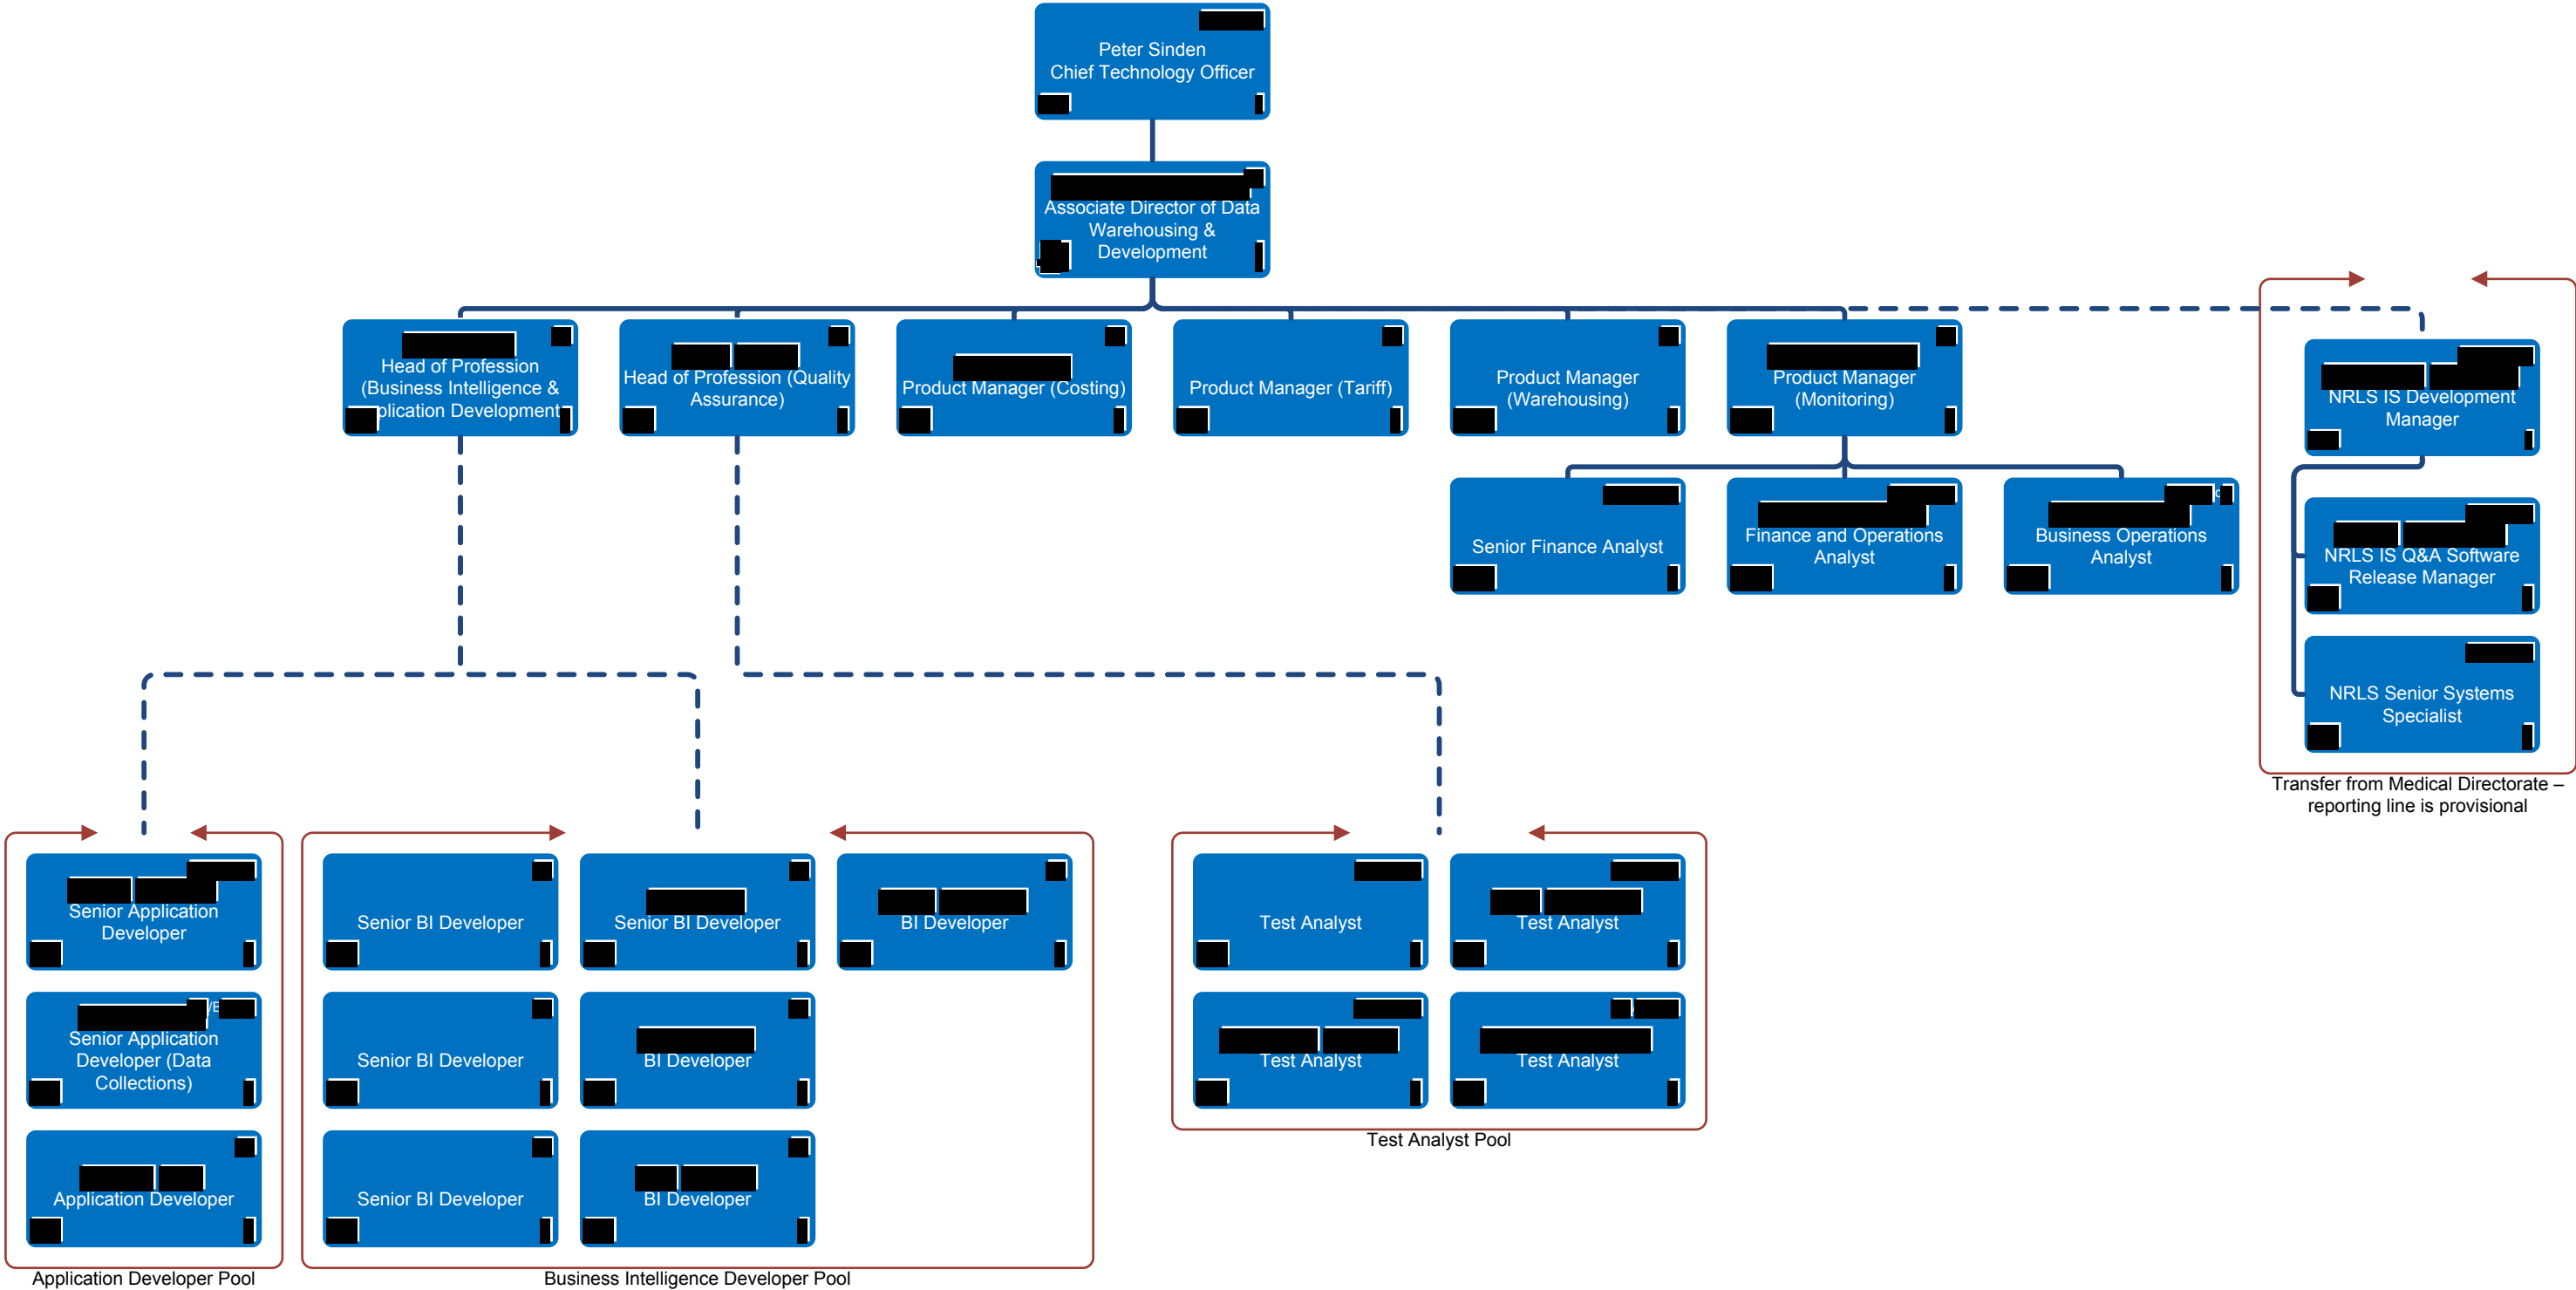 Peter Sinden
Chief Technology Officer
Associate Director of Data
Warehousing &
Development
Head of Profession
(Business Intelligence &
plication Development
Head of Profession (Quality
Assurance)
Product Manager (Costing)
Product Manager (Tariff)
Product Manager
(Warehousing)
Product Manager
(Monitoring)
NRLS IS Development
Manager
Senior Finance Analyst
Finance and Operations
Analyst
Business Operations
Analyst
NRLS IS Q&A Software
Release Manager
NRLS Senior Systems
Specialist
Transfer from Medical Directorate –
reporting line is provisional
Senior Application
Developer
Senior Application
Developer (Data
Collections)
Application Developer
Application Developer Pool
Senior BI Developer
Senior BI Developer
BI Developer
Senior BI Developer
BI Developer
Senior BI Developer
BI Developer
Business Intelligence Developer Pool
Test Analyst
Test Analyst
Test Analyst
Test Analyst
Test Analyst Pool